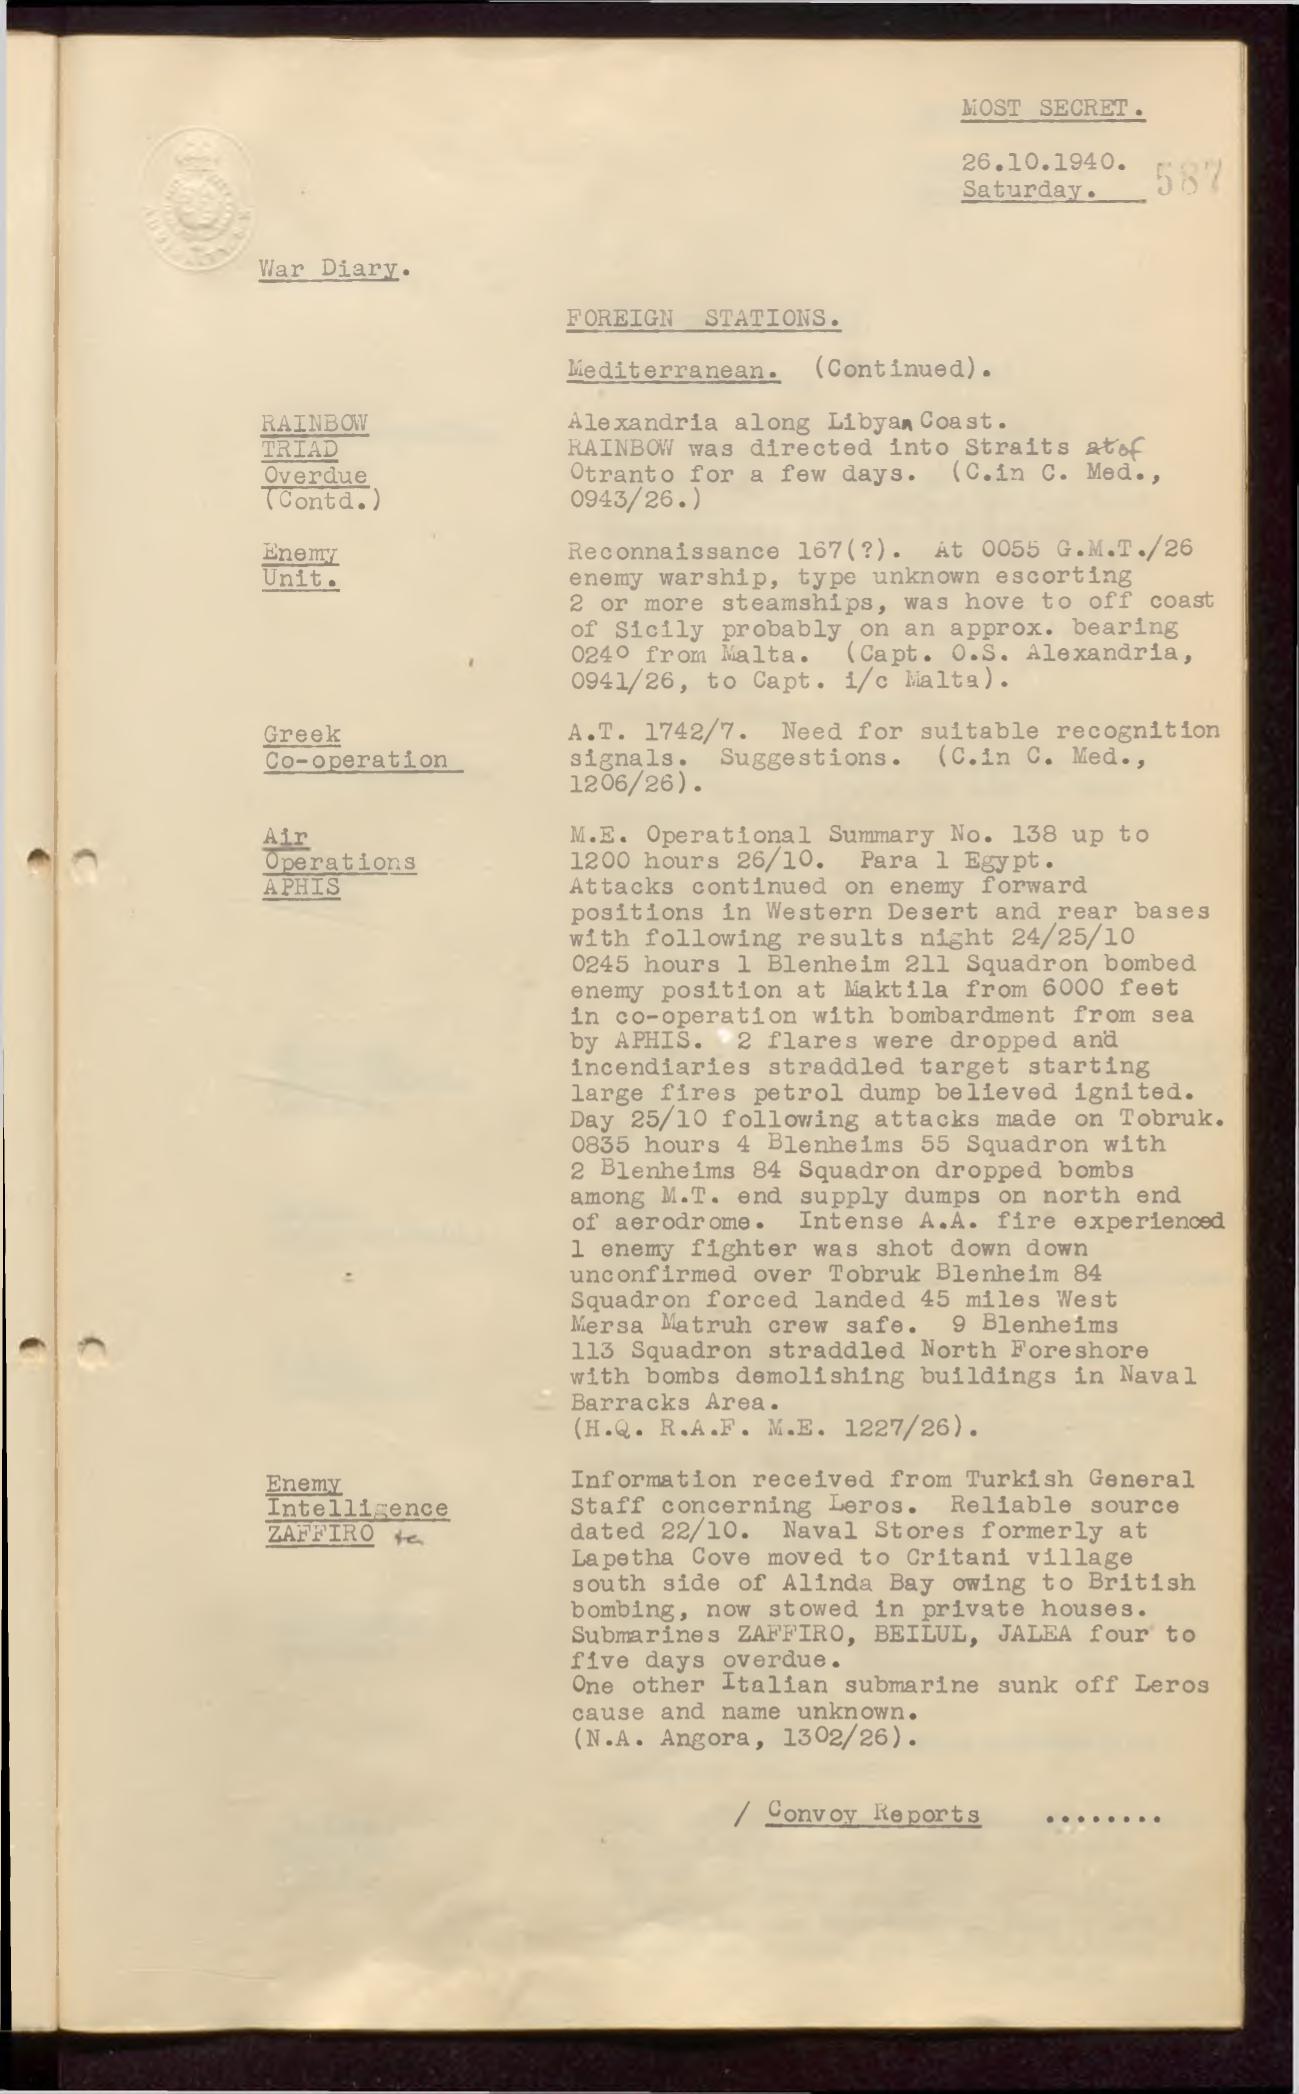 MOST SECRET.
26.10.1940.
Saturday.
587
War Diary.
FOREIGN STATIONS.
Mediterranean. (Continued).
RAINBOW
TRIAD
Overdue
(Contd.)
Alexandria along Libyan Coast.
RAINBOW was directed into Straits at of
Otranto for a few days. (C.in C. Med.,
0943/26.)
Enemy
Unit.
Reconnaissance 167(?). At 0055 G.M.T./26
enemy warship, type unknown escorting
2 or more steamships, was hove to off coast
of Sicily probably on an approx. bearing
024° from Malta. (Capt. O.S. Alexandria,
0941/26, to Capt. i/c Malta).
Greek
Co-operation
A.T. 1742/7. Need for suitable recognition
signals. Suggestions. (C.in C. Med.,
1206/26).
Air
Operations
APHIS
M.E. Operational Summary No. 138 up to
1200 hours 26/10. Para 1 Egypt.
Attacks continued on enemy forward
positions in Western Desert and rear bases
with following results night 24/25/10
0245 hours 1 Blenheim 211 Squadron bombed
enemy position at Maktila from 6000 feet
in co-operation with bombardment from sea
by APHIS. 2 flares were dropped and
incendiaries straddled target starting
large fires petrol dump believed ignited.
Day 25/10 following attacks made on Tobruk.
0835 hours 4 Blenheims 55 Squadron with
2 Blenheims 84 Squadron dropped bombs
among M.T. end supply dumps on north end
of aerodrome. Intense A.A. fire experienced
1 enemy fighter was shot down down
unconfirmed over Tobruk Blenheim 84
Squadron forced landed 45 miles West
Mersa Matruh crew safe. 9 Blenheims
113 Squadron straddled North Foreshore
with bombs demolishing buildings in Naval
Barracks Area.
(H.Q. R.A.F. M.E. 1227/26).
Enemy
Intelligence
ZAFFIRO
Information received from Turkish General
Staff concerning Leros. Reliable source
dated 22/10. Naval Stores formerly at
Lapetha Cove moved to Critani village
south side of Alinda Bay owing to British
bombing, now stowed in private houses.
Submarines ZAFFIRO, BEILUL, JALEA four to
five days overdue.
One other Italian submarine sunk off Leros
cause and name unknown.
(N.A. Angora, 1302/26).
/ Convoy Reports ........